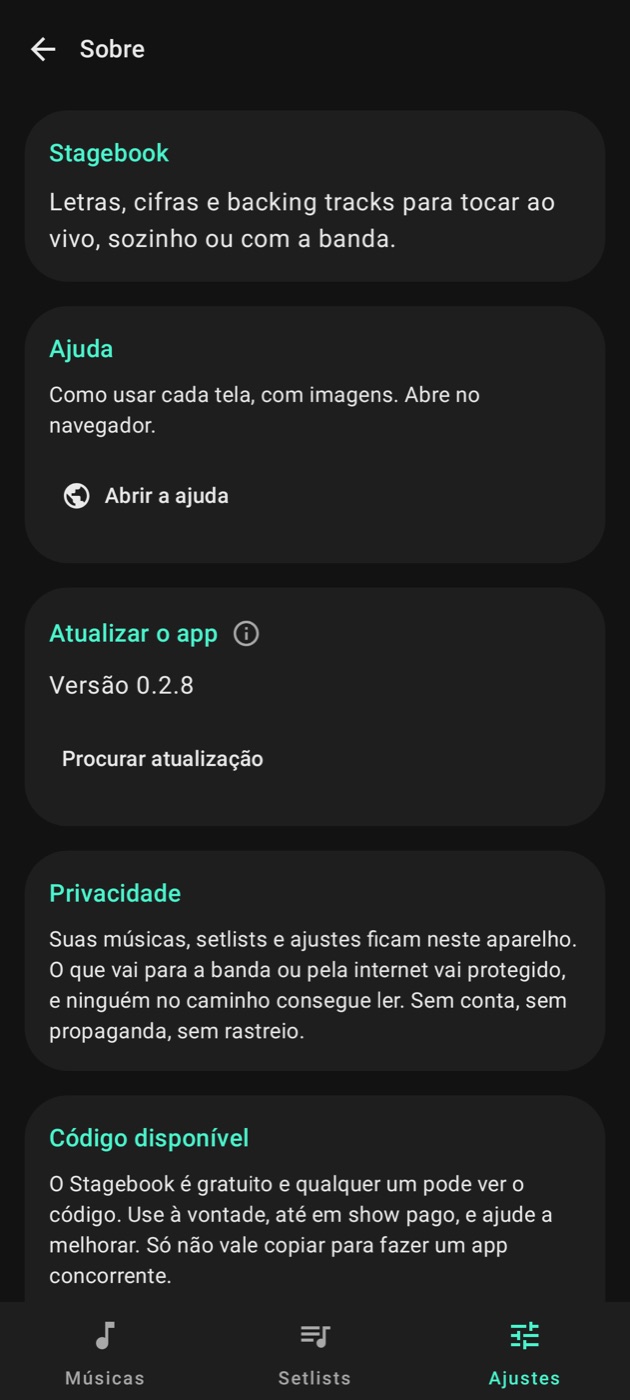 Sobre
Stagebook
Letras, cifras e backing tracks para tocar ao
vivo, sozinho ou com a banda.
Ajuda
Como usar cada tela, com imagens. Abre no
navegador.
Abrir a ajuda
Atualizar o app
Versão 0.2.8
Procurar atualização
Privacidade
Suas músicas, setlists e ajustes ficam neste aparelho.
O que vai para a banda ou pela internet vai protegido,
e ninguém no caminho consegue ler. Sem conta, sem
propaganda, sem rastreio.
Código disponível
O Stagebook é gratuito e qualquer um pode ver o
código. Use à vontade, até em show pago, e ajude a
melhorar. Só não vale copiar para fazer um app
concorrente.
Músicas
Setlists
Ajustes